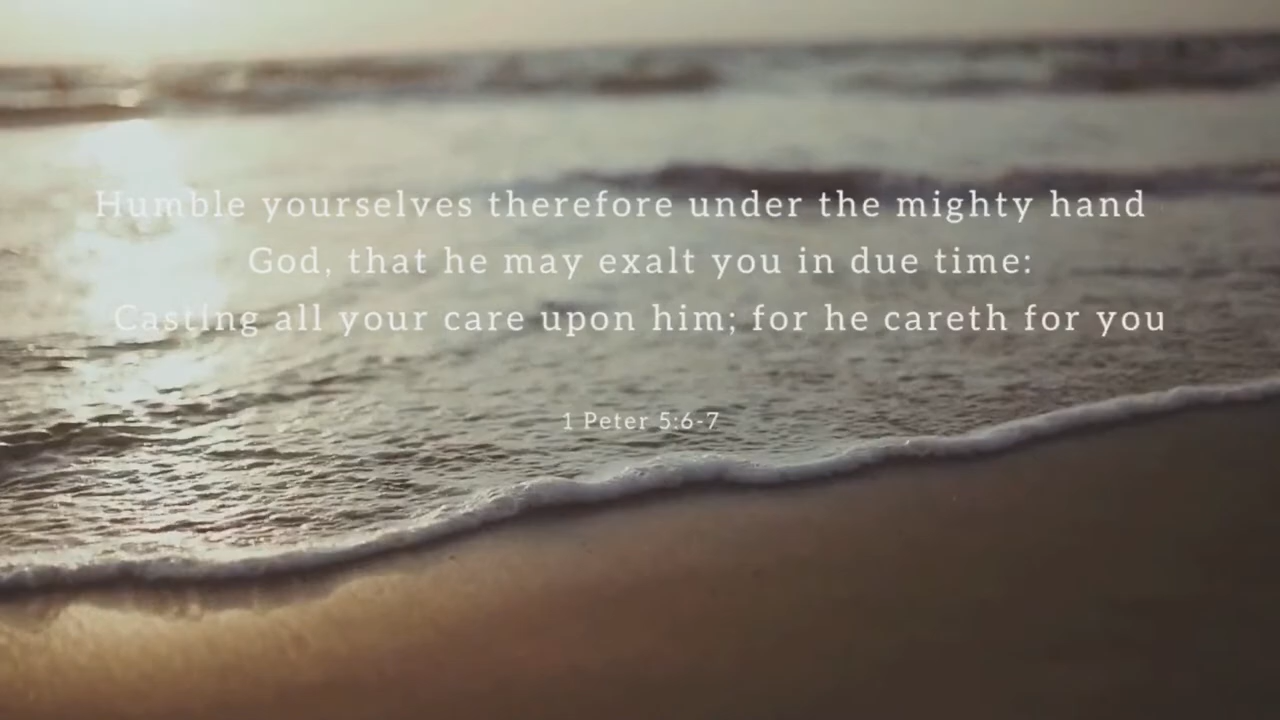 Humble yourselves therefore under the mighty hand
God, that he may exalt you in due time:
Casting all your care upon him; for he careth for you
1 Peter 5:6-7